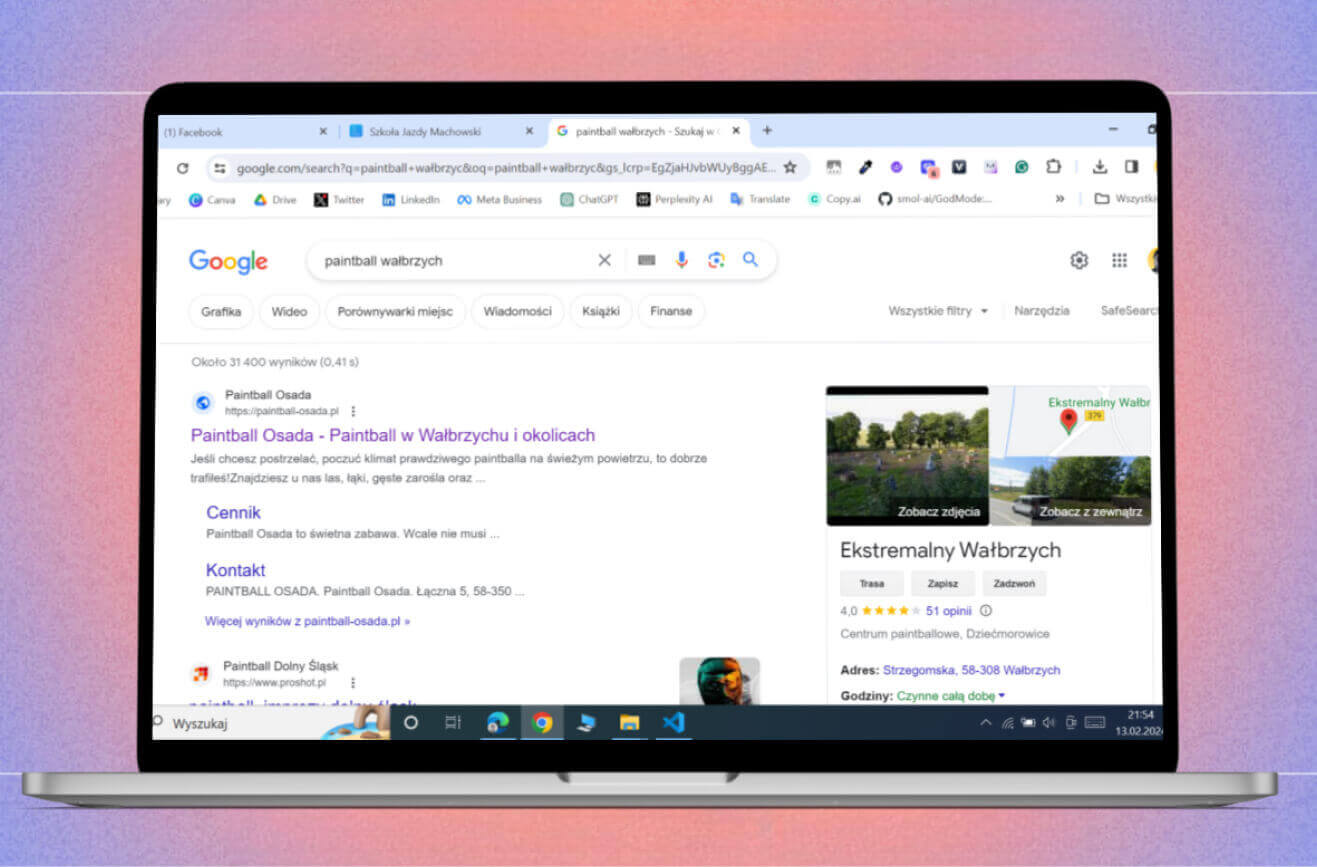 (1) Facebook
Szkoła Jazdy Machowski
paintball wałbrzych - Szukaj w
google.com/search?q=paintball+wałbrzyc&oq=paintball+wałbrzyc&gs_lcrp=EgZjaHJvbWUyBggAE...
Canva
Drive
Twitter
LinkedIn
Meta Business
ChatGPT
Perplexity AI
Translate
Copy.ai
smol-ai/GodMode:...
»
Google
paintball wałbrzych
Grafika
Wideo
Porównywarki miejsc
Wiadomości
Książki
Finanse
Wszystkie filtry
Narzędzia
SafeSearc
Około 31 400 wyników (0,41 s)
Paintball Osada
https://paintball-osada.pl
Paintball Osada - Paintball w Wałbrzychu i okolicach
Jeśli chcesz postrzelać, poczuć klimat prawdziwego paintballa na świeżym powietrzu, to dobrze
trafiłeś!Znajdziesz u nas las, łąki, gęste zarośla oraz ...
Cennik
Paintball Osada to świetna zabawa. Wcale nie musi ...
Kontakt
PAINTBALL OSADA. Paintball Osada. Łączna 5, 58-350 ...
Więcej wyników z paintball-osada.pl »
Paintball Dolny Śląsk
https://www.proshot.pl
Ekstremalny Wałbr
379
Zobacz zdjęcia
Zobacz z zewnątrz
Ekstremalny Wałbrzych
Trasa
Zapisz
Zadzwoń
4,0
51 opinii
Centrum paintballowe, Dziećmorowice
Adres: Strzegomska, 58-308 Wałbrzych
Godziny: Czynne całą dobę
Wyszukaj
21:54
13.02.202